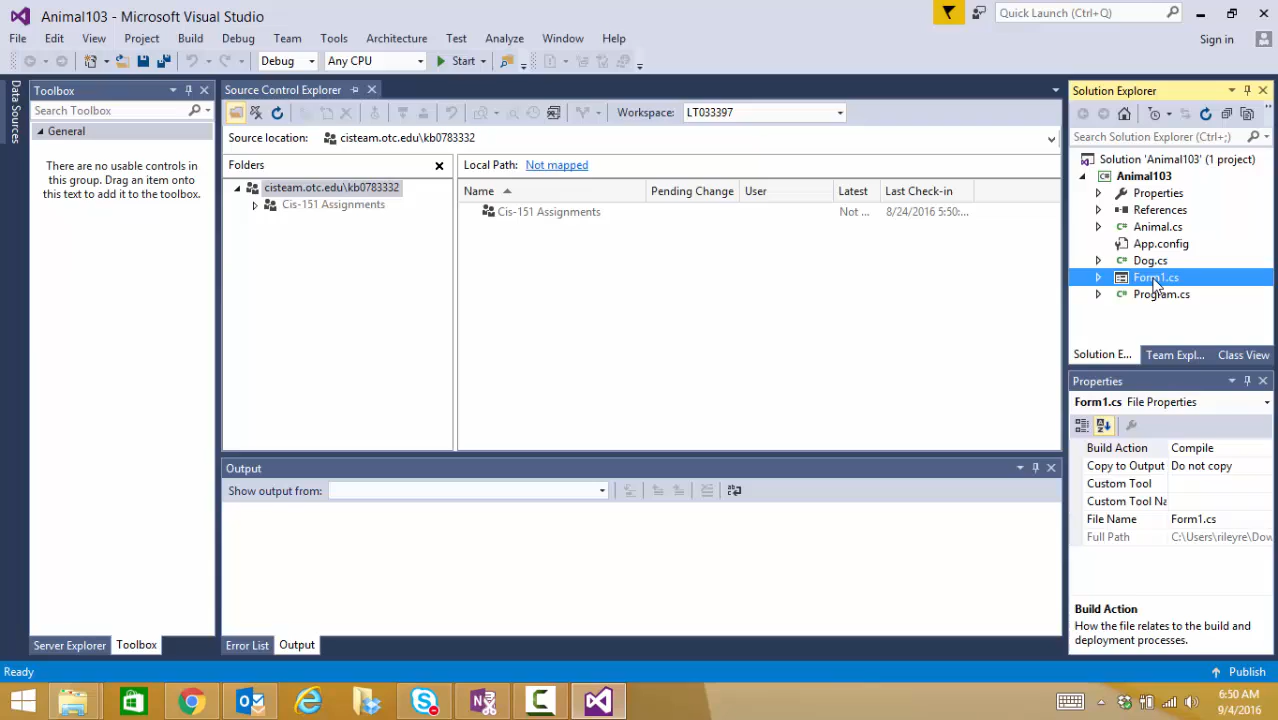 Animal103 - Microsoft Visual Studio
Quick Launch (Ctrl+Q)
File Edit View Project Build Debug Team Tools Architecture Test Analyze Window Help
Sign in
Debug Any CPU Start
Data Sources
Toolbox
Search Toolbox
General
There are no usable controls in
this group. Drag an item onto
this text to add it to the toolbox.
Server Explorer Toolbox
Source Control Explorer
Workspace: LT033397
Source location: cisteam.otc.edu\kb0783332
Folders
cisteam.otc.edu\kb0783332
Cis-151 Assignments
Local Path: Not mapped
Name Pending Change User Latest Last Check-in
Cis-151 Assignments Not ... 8/24/2016 5:50:...
Output
Show output from:
Error List Output
Solution Explorer
Search Solution Explorer (Ctrl+;)
Solution 'Animal103' (1 project)
Animal103
Properties
References
Animal.cs
App.config
Dog.cs
Form1.cs
Program.cs
Solution E... Team Expl... Class View
Properties
Form1.cs File Properties
Build Action Compile
Copy to Output Do not copy
Custom Tool
Custom Tool Na
File Name Form1.cs
Full Path C:\Users\rileyre\Dow
Build Action
How the file relates to the build and
deployment processes.
Ready
Publish
6:50 AM
9/4/2016